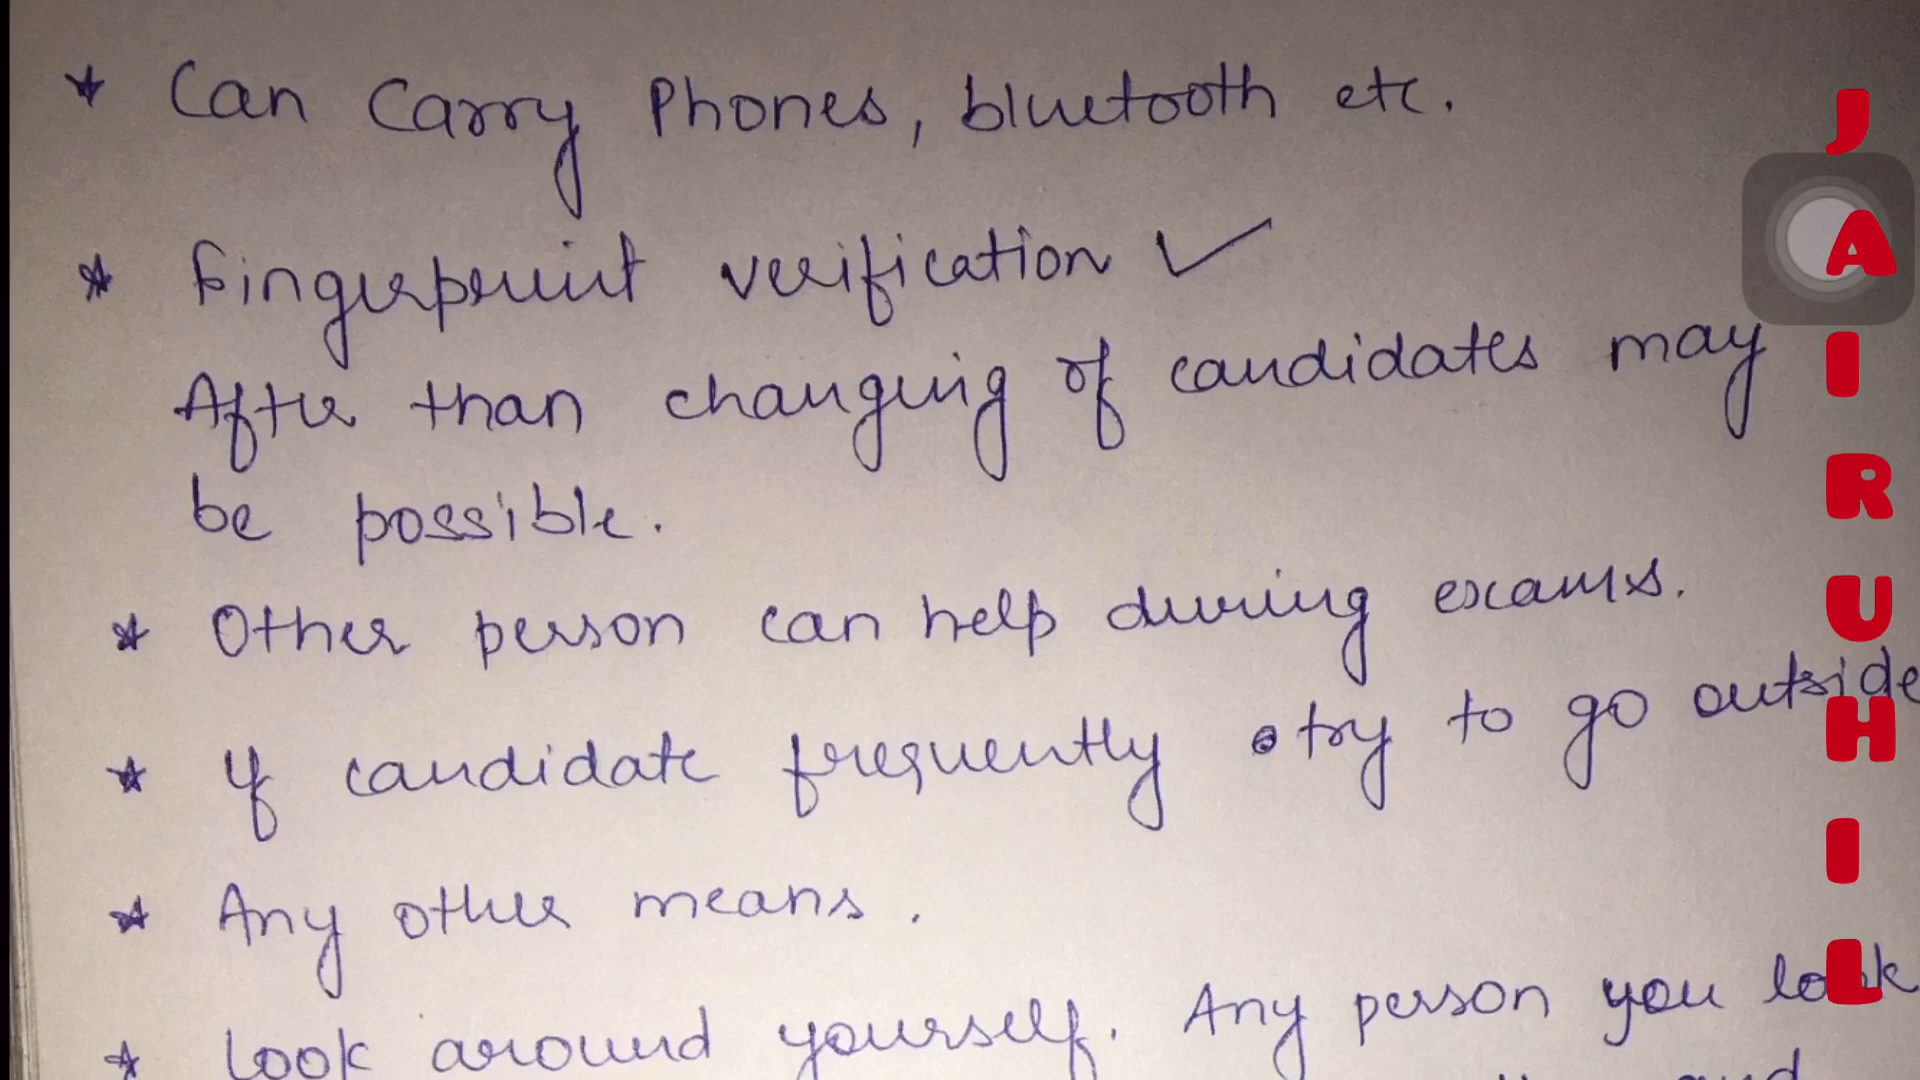 * Can Carry Phones, bluetooth etc.
* Fingerprint verification ✓
After than changing of candidates may
be possible.
* Other person can help during exams.
* If candidate frequently try to go outside
* Any other means.
* Look around yourself. Any person you look
and
JAIRUHIL